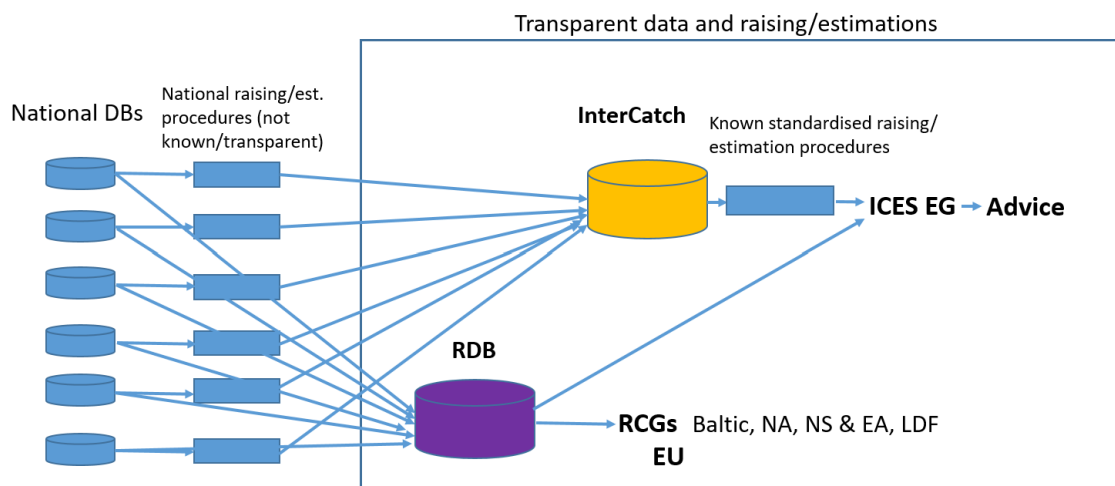 Transparent data and raising/estimations
National DBs
National raising/est.
procedures (not
known/transparent)
InterCatch
Known standardised raising/
estimation procedures
ICES EG
Advice
RDB
RCGs Baltic, NA, NS & EA, LDF
EU